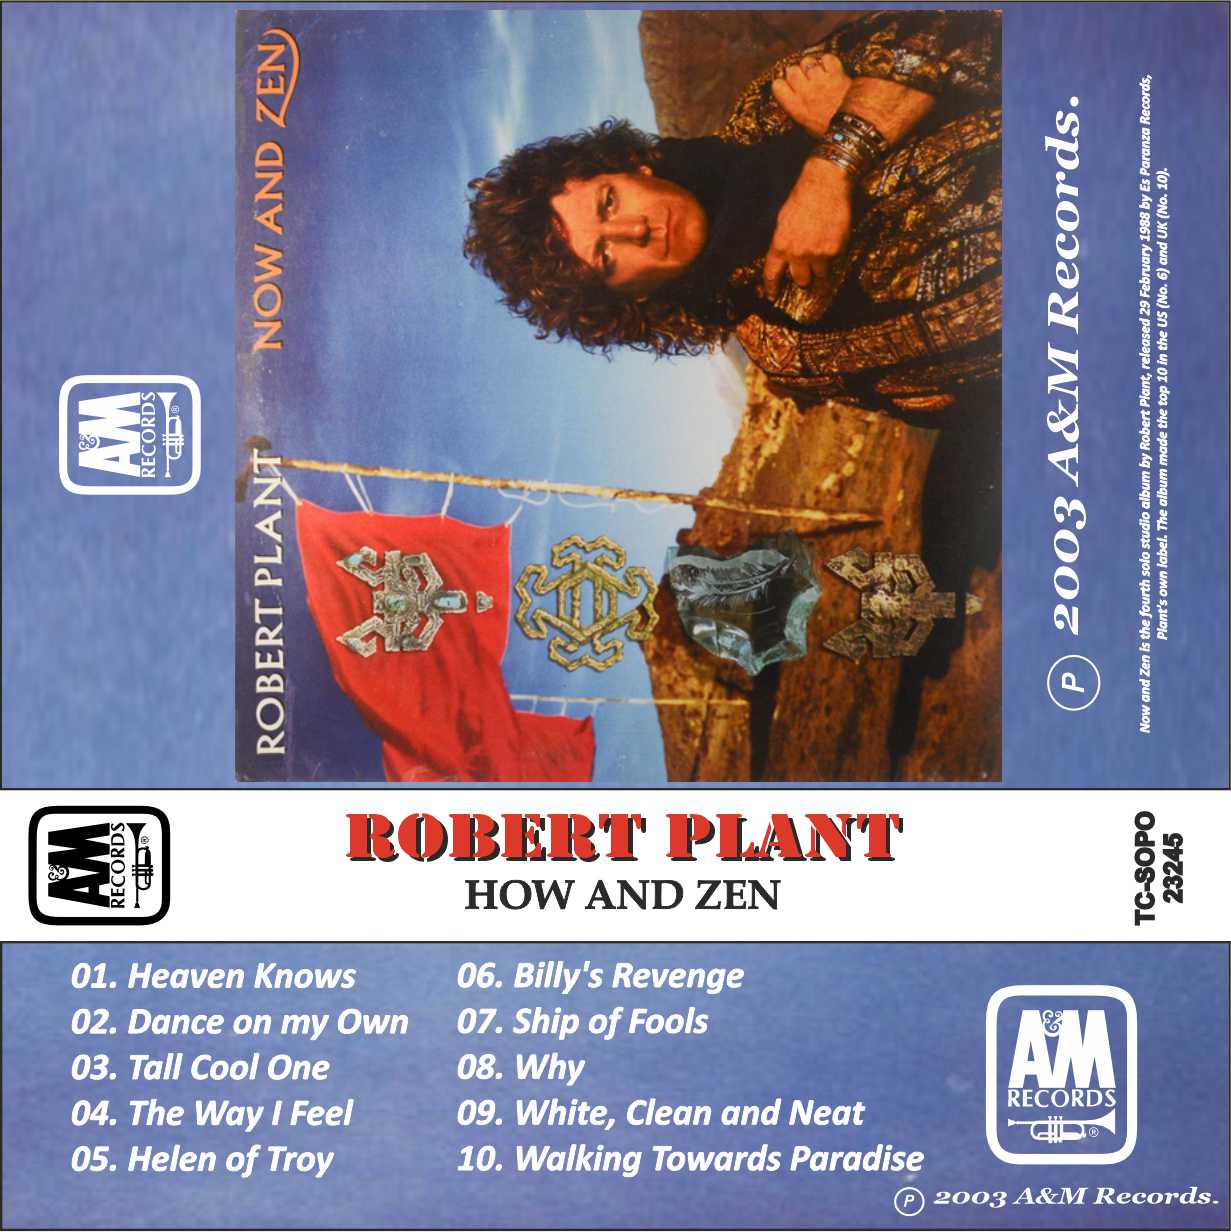 ROBERT PLANT NOW AND ZEN
A&M
RECORDS
®
P 2003 A&M Records.
Now and Zen is the fourth solo studio album by Robert Plant, released 29 February 1988 by Es Paranza Records,
Plant's own label. The album made the top 10 in the US (No. 6) and UK (No. 10).
A&M
RECORDS
®
ROBERT PLANT
HOW AND ZEN
TC-SOPO
23245
01. Heaven Knows
02. Dance on my Own
03. Tall Cool One
04. The Way I Feel
05. Helen of Troy
06. Billy's Revenge
07. Ship of Fools
08. Why
09. White, Clean and Neat
10. Walking Towards Paradise
A&M
RECORDS
®
P 2003 A&M Records.